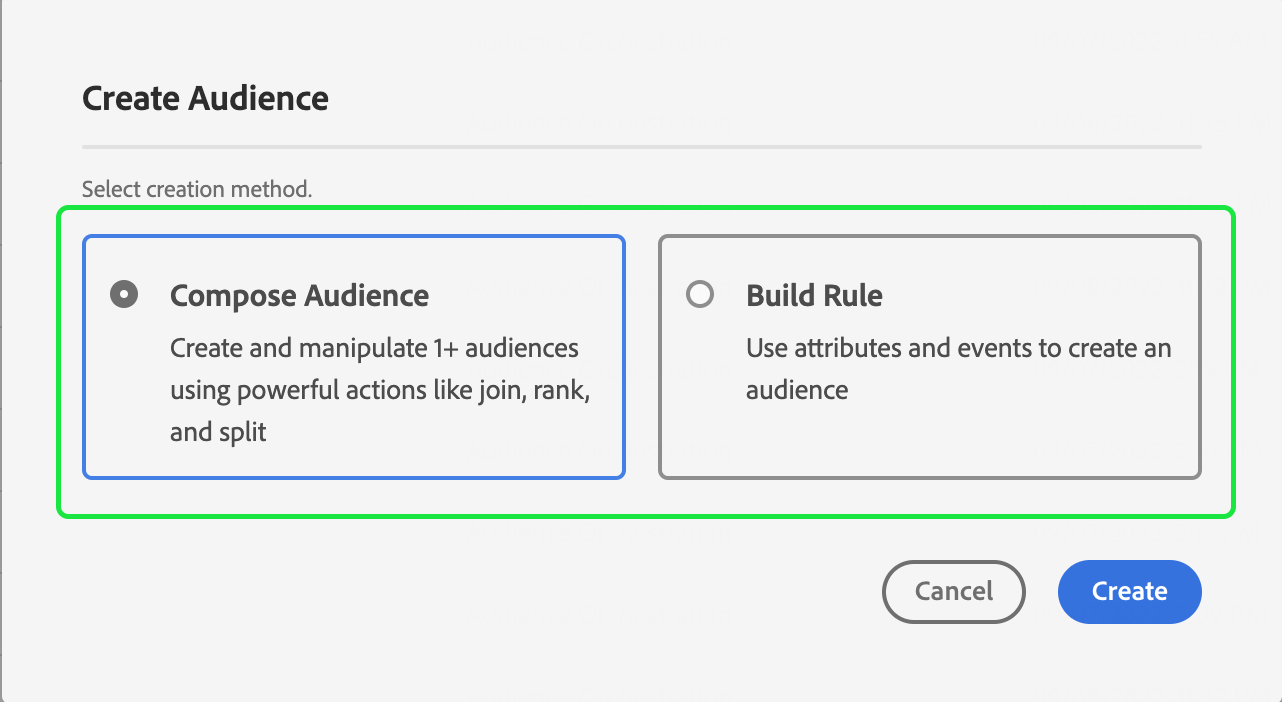 Create Audience
Select creation method.
Compose Audience
Create and manipulate 1+ audiences
using powerful actions like join, rank,
and split
Build Rule
Use attributes and events to create an
audience
Cancel
Create